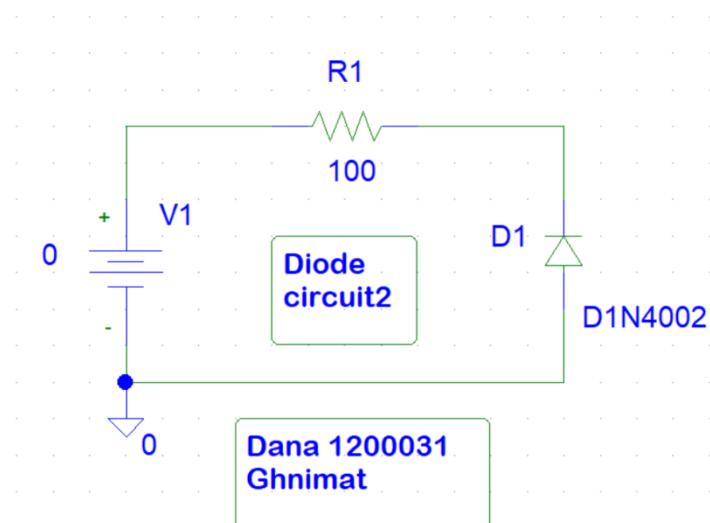 R1
100
+
V1
0
Diode
circuit2
D1
D1N4002
-
0
Dana 1200031
Ghnimat